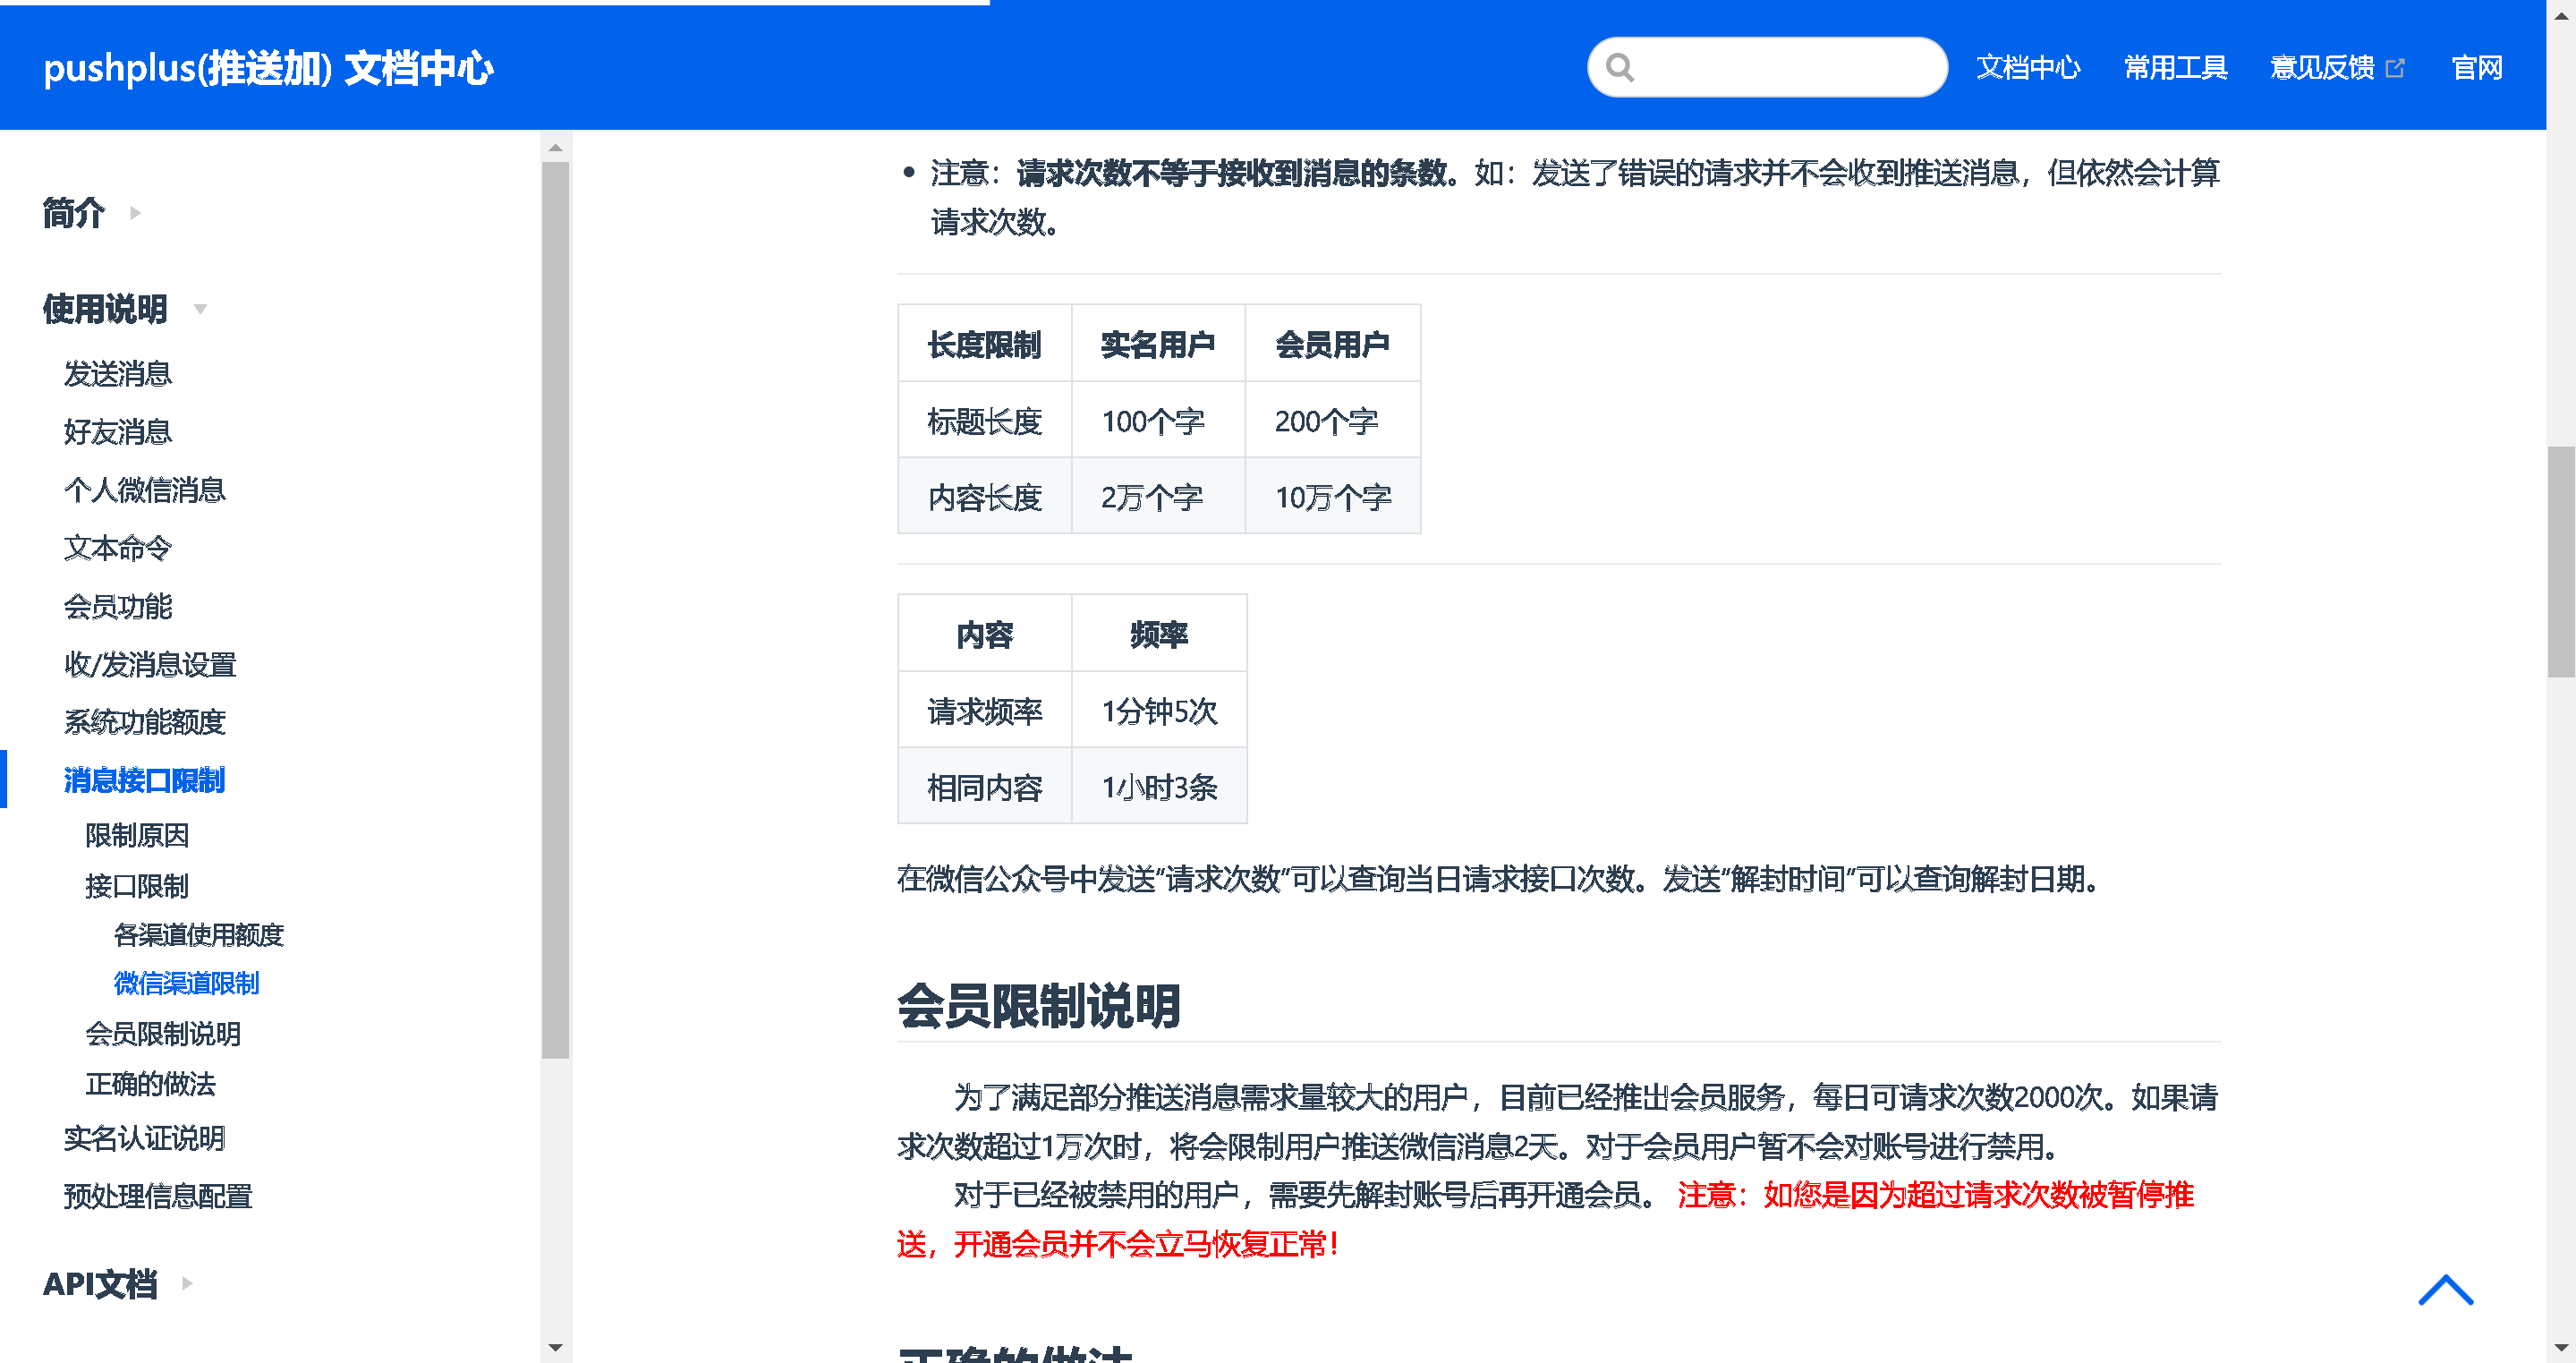 pushplus(推送加) 文档中心
文档中心 常用工具 意见反馈 官网
简介
使用说明
发送消息
好友消息
个人微信消息
文本命令
会员功能
收/发消息设置
系统功能额度
消息接口限制
限制原因
接口限制
各渠道使用额度
微信渠道限制
会员限制说明
正确的做法
实名认证说明
预处理信息配置
API文档
注意：请求次数不等于接收到消息的条数。如：发送了错误的请求并不会收到推送消息，但依然会计算
请求次数。
长度限制 实名用户 会员用户
标题长度 100个字 200个字
内容长度 2万个字 10万个字
内容 频率
请求频率 1分钟5次
相同内容 1小时3条
在微信公众号中发送“请求次数”可以查询当日请求接口次数。发送“解封时间”可以查询解封日期。
会员限制说明
为了满足部分推送消息需求量较大的用户，目前已经推出会员服务，每日可请求次数2000次。如果请
求次数超过1万次时，将会限制用户推送微信消息2天。对于会员用户暂不会对账号进行禁用。
对于已经被禁用的用户，需要先解封账号后再开通会员。 注意：如您是因为超过请求次数被暂停推
送，开通会员并不会立马恢复正常！
正确的做法